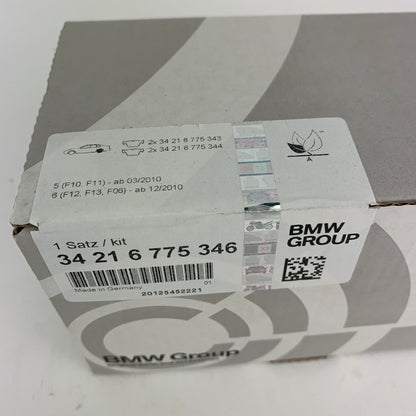 2x 34 21 6 775 343
2x 34 21 6 775 344
5 (F10, F11) - ab 03/2010
6 (F12, F13, F06) - ab 12/2010
A
1 Satz / kit
34 21 6 775 346
Made in Germany
01
20125452221
BMW
GROUP
BMW Group